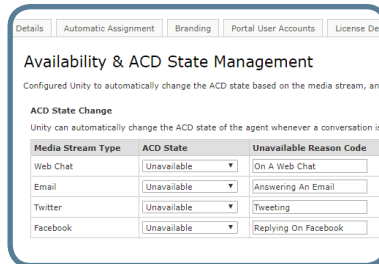 Details Automatic Assignment Branding Portal User Accounts License De
Availability & ACD State Management
Configured Unity to automatically change the ACD state based on the media stream, an
ACD State Change
Unity can automatically change the ACD state of the agent whenever a conversation is
Media Stream Type ACD State Unavailable Reason Code
Web Chat Unavailable On A Web Chat
Email Unavailable Answering An Email
Twitter Unavailable Tweeting
Facebook Unavailable Replying On Facebook